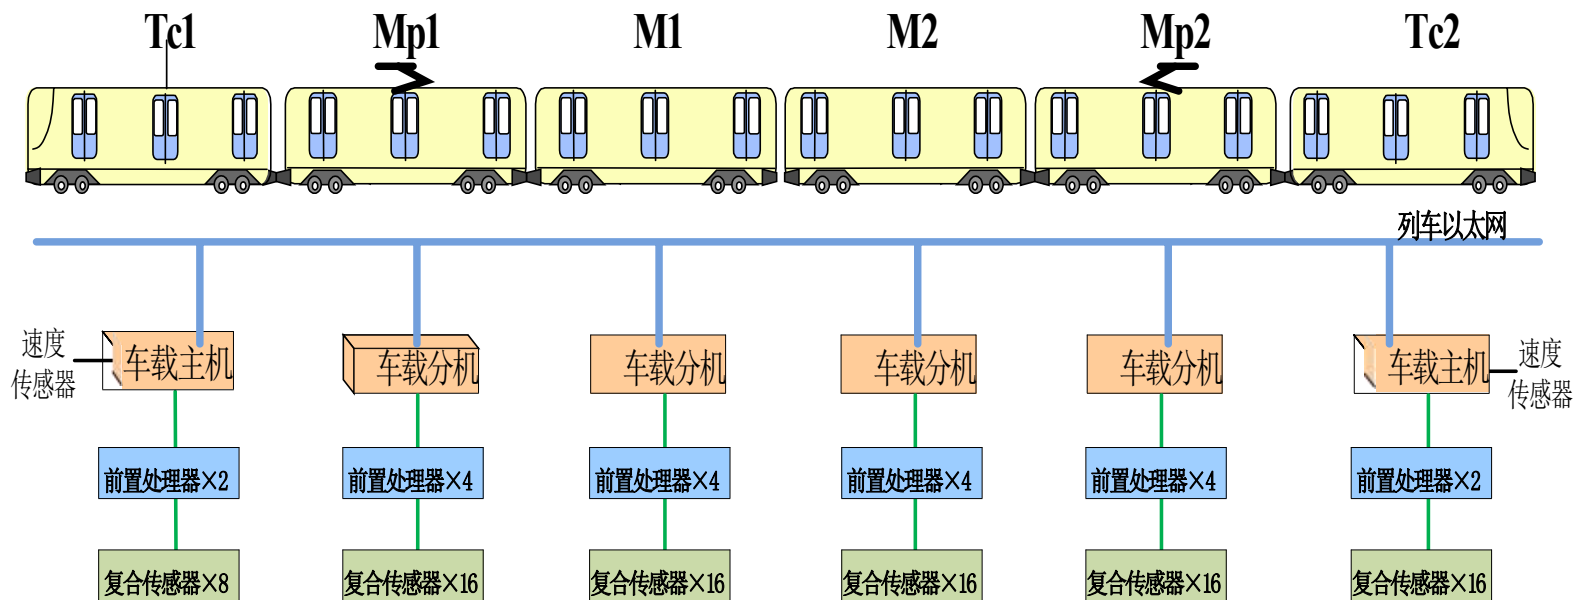 Tc1
Mp1
M1
M2
Mp2
Tc2
列车以太网
速度
传感器
车载主机
车载分机
车载分机
车载分机
车载分机
车载主机
速度
传感器
前置处理器×2
前置处理器×4
前置处理器×4
前置处理器×4
前置处理器×4
前置处理器×2
复合传感器×8
复合传感器×16
复合传感器×16
复合传感器×16
复合传感器×16
复合传感器×16